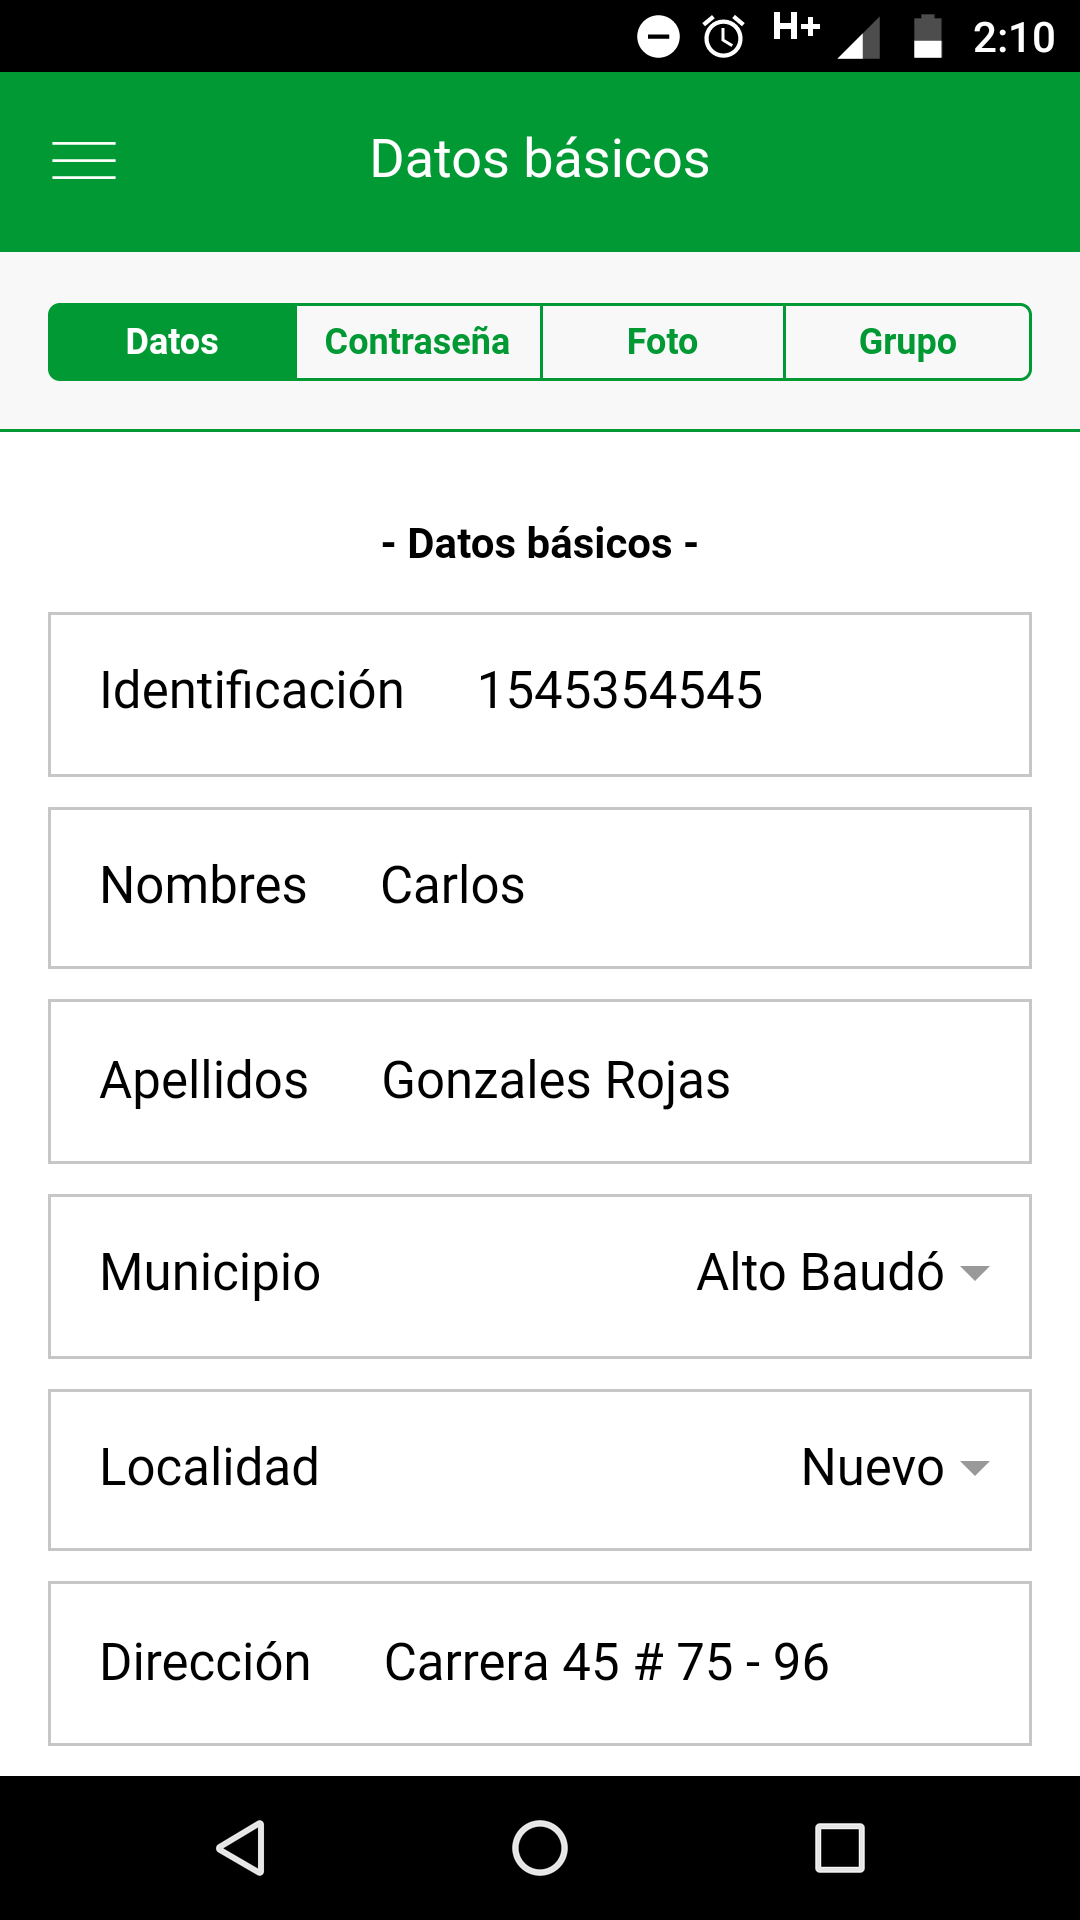 H+ 2:10
Datos básicos
Datos Contraseña Foto Grupo
- Datos básicos -
Identificación 1545354545
Nombres Carlos
Apellidos Gonzales Rojas
Municipio Alto Baudó
Localidad Nuevo
Dirección Carrera 45 # 75 - 96